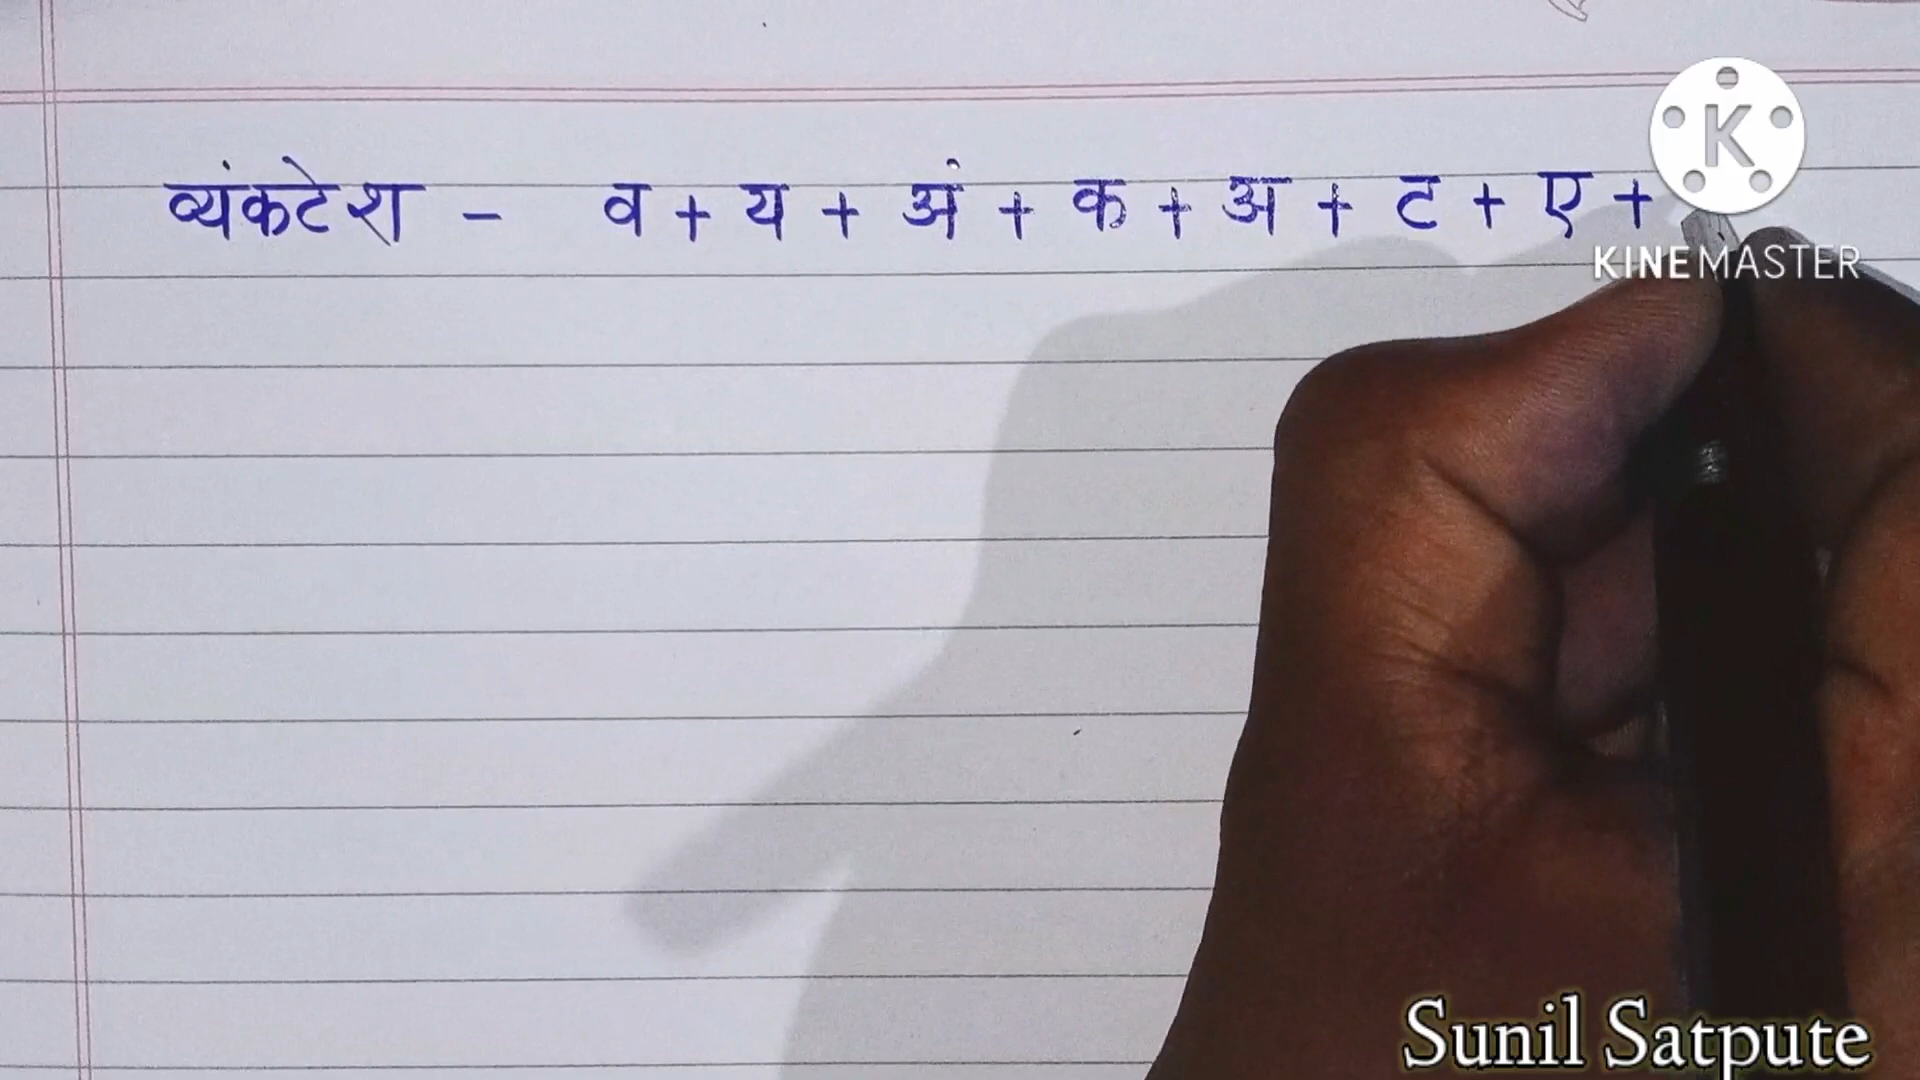 व्यंकटेश - व + य + अं + क + अ + ट + ए +
K
KINEMASTER
Sunil Satpute